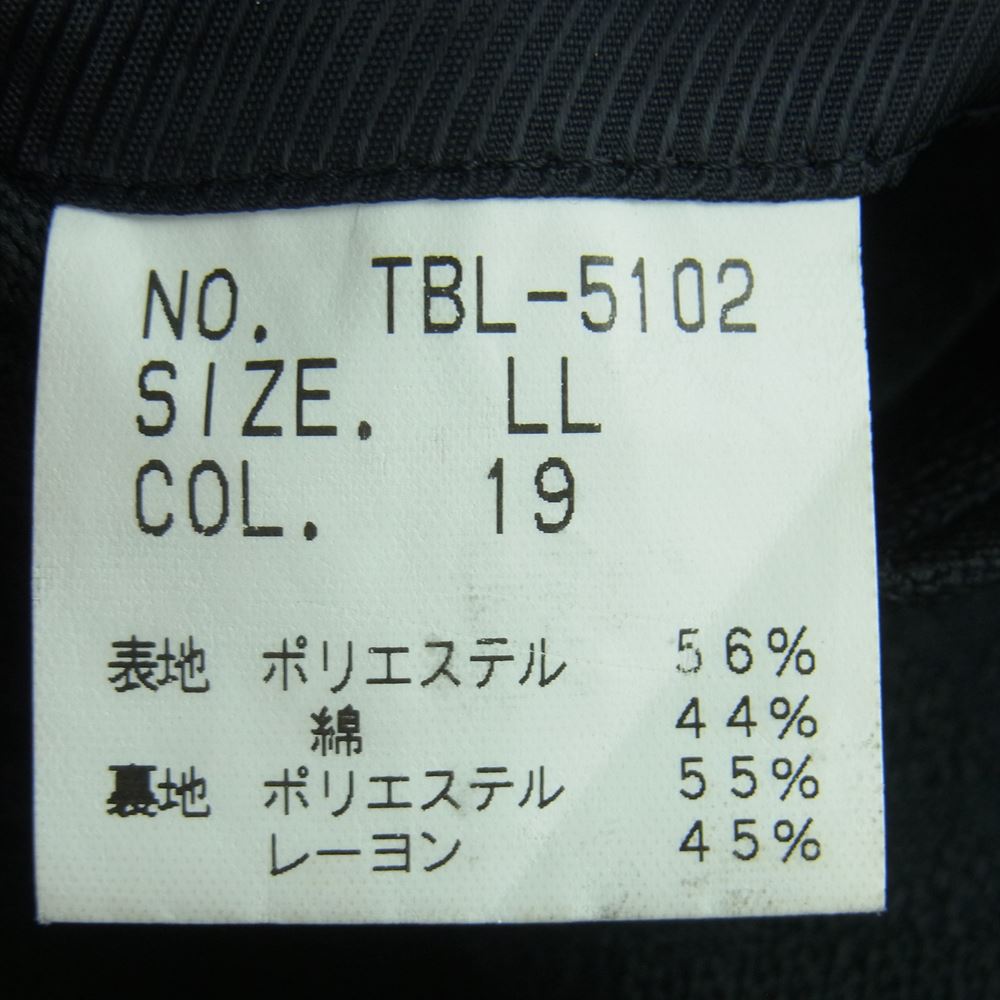 NO. TBL-5102
SIZE. LL
COL. 19
表地 ポリエステル 56%
綿 44%
裏地 ポリエステル 55%
レーヨン 45%